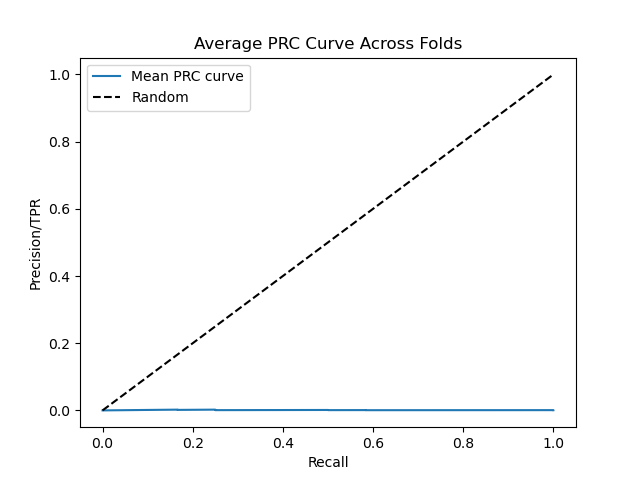 Average PRC Curve Across Folds
Mean PRC curve
Random
1.0
0.8
0.6
0.4
0.2
0.0
Precision/TPR
0.0 0.2 0.4 0.6 0.8 1.0
Recall